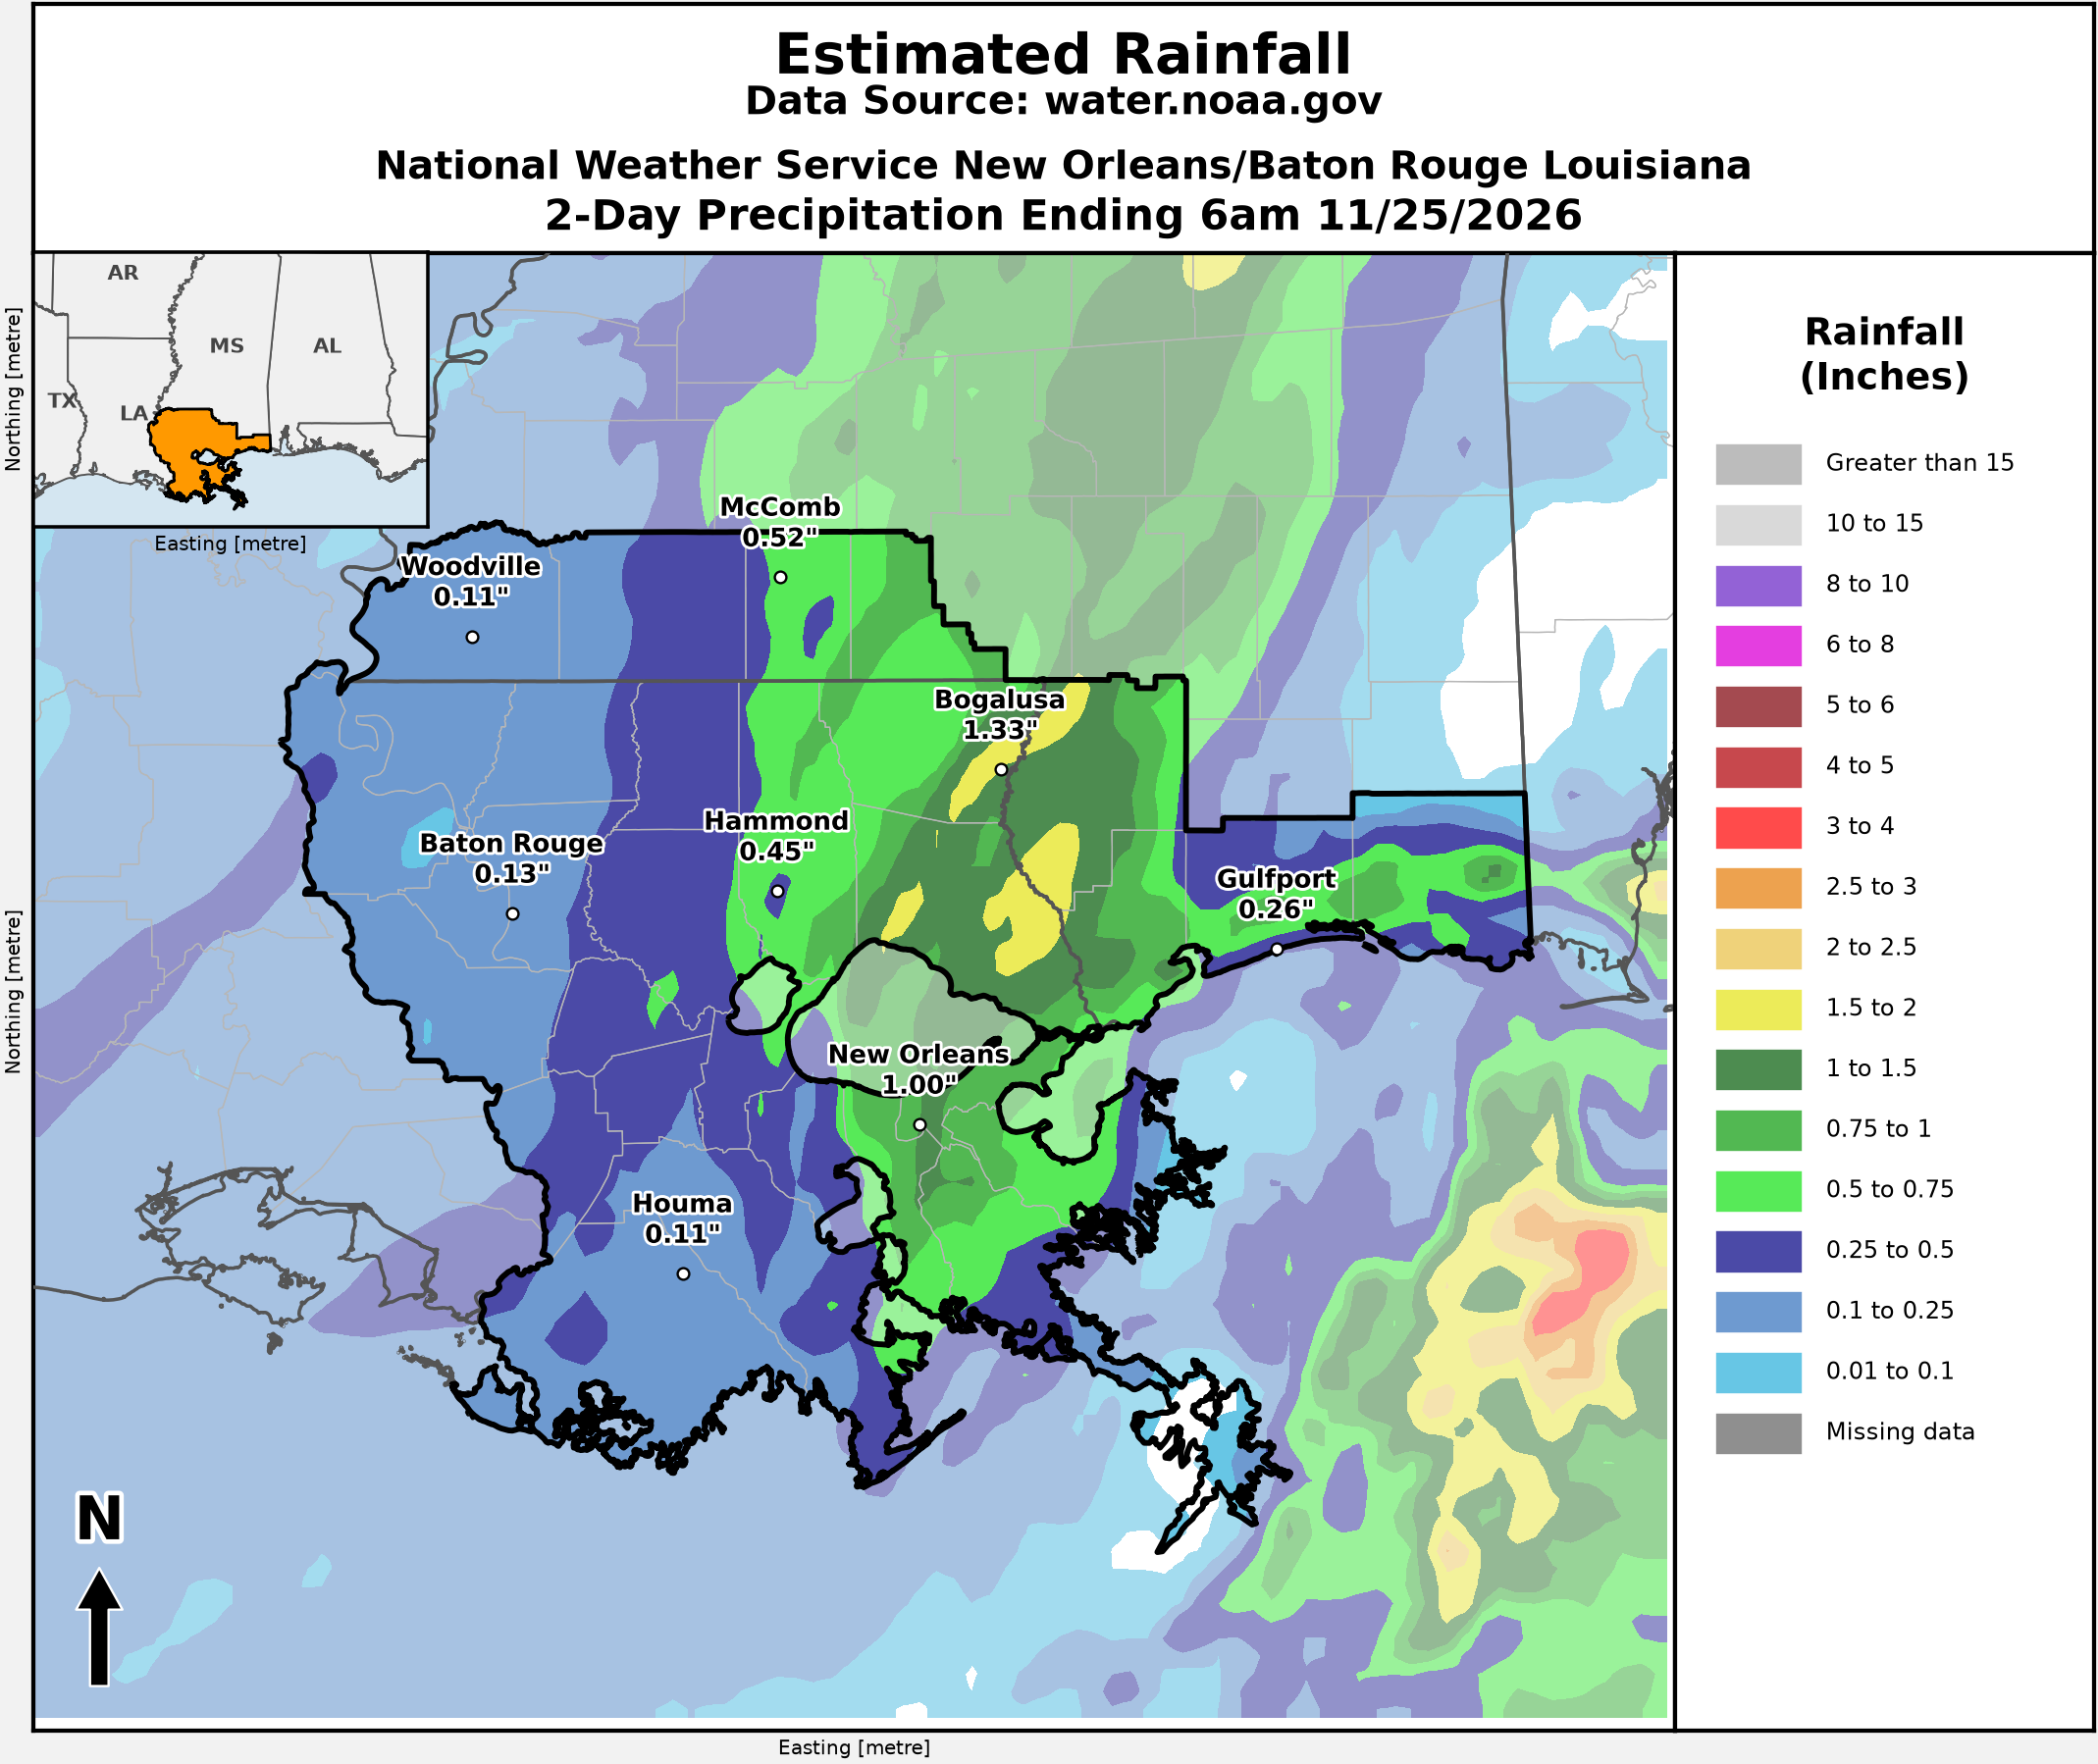 Estimated Rainfall
Data Source: water.noaa.gov
National Weather Service New Orleans/Baton Rouge Louisiana
2-Day Precipitation Ending 6am 11/25/2026
Northing [metre]
AR
MS
AL
TX
LA
Easting [metre]
McComb
0.52"
Woodville
0.11"
Bogalusa
1.33"
Hammond
0.45"
Baton Rouge
0.13"
Gulfport
0.26"
New Orleans
1.00"
Houma
0.11"
N
Northing [metre]
Easting [metre]
Rainfall
(Inches)
Greater than 15
10 to 15
8 to 10
6 to 8
5 to 6
4 to 5
3 to 4
2.5 to 3
2 to 2.5
1.5 to 2
1 to 1.5
0.75 to 1
0.5 to 0.75
0.25 to 0.5
0.1 to 0.25
0.01 to 0.1
Missing data